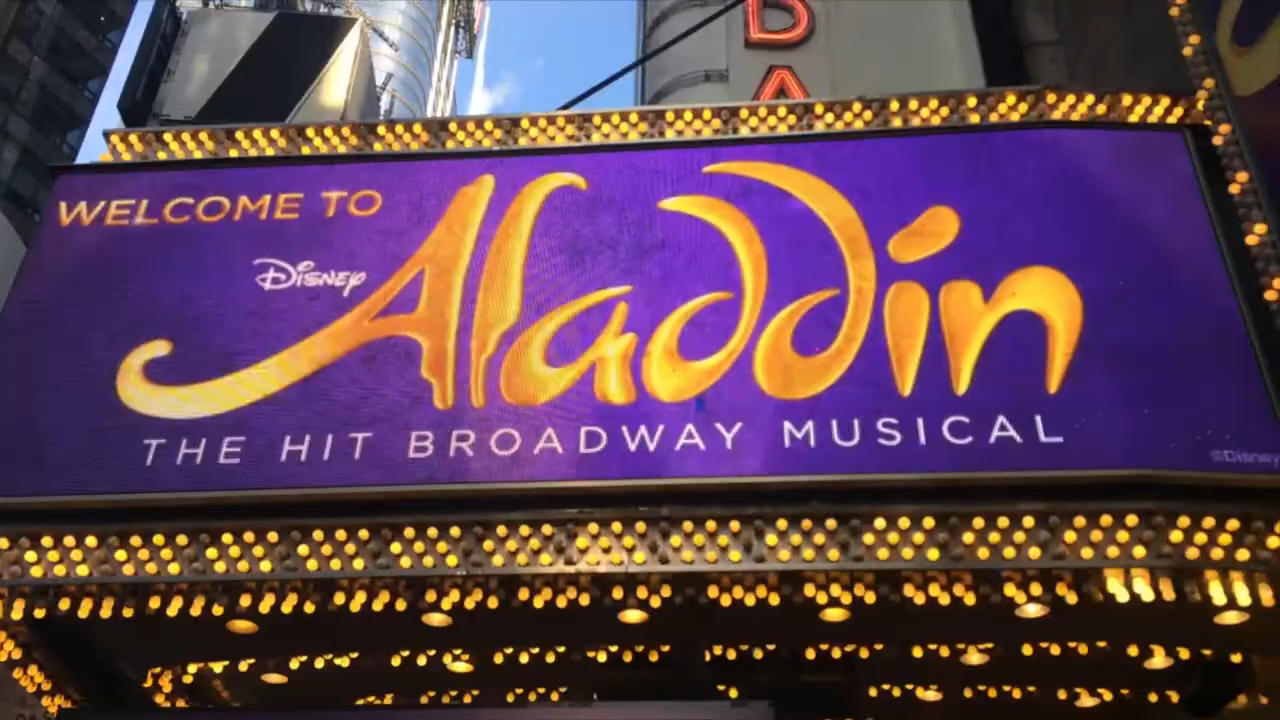 B
A
WELCOME TO
Disney
Aladdin
THE HIT BROADWAY MUSICAL
©Disney